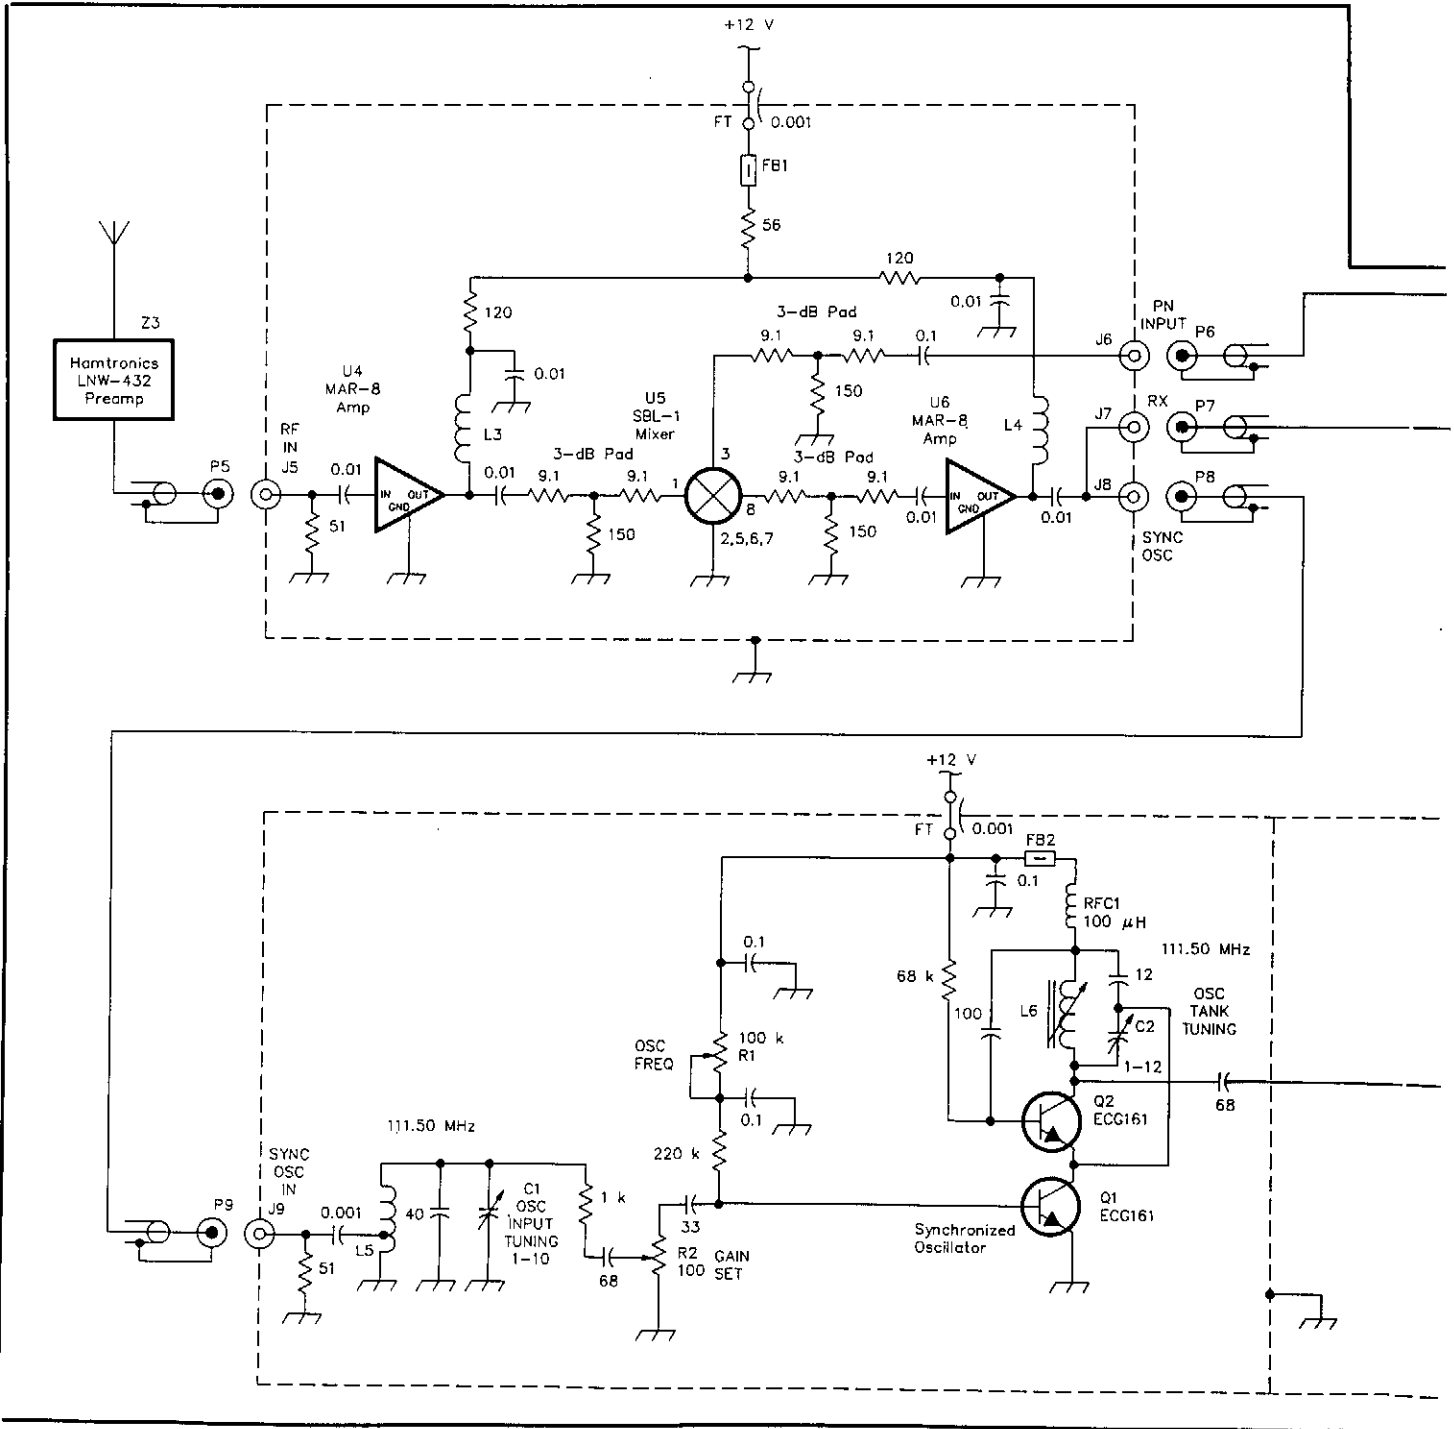 +12 V
FT
0.001
FB1
56
120
120
0.01
0.01
3-dB Pad
9.1
9.1
0.1
150
PN
INPUT
J6
P6
Z3
Hamtronics
LNW-432
Preamp
U4
MAR-8
Amp
L3
U5
SBL-1
Mixer
U6
MAR-8
Amp
L4
RX
J7
P7
RF
IN
J5
P5
0.01
51
IN
OUT
GND
0.01
3-dB Pad
9.1
9.1
150
1
3
8
2,5,6,7
3-dB Pad
9.1
9.1
150
0.01
IN
OUT
GND
0.01
J8
P8
SYNC
OSC
+12 V
FT
0.001
FB2
0.1
RFC1
100 μH
111.50 MHz
0.1
68 k
100
L6
12
C2
1-12
OSC
TANK
TUNING
OSC
FREQ
100 k
R1
0.1
220 k
68
Q2
ECG161
Q1
ECG161
Synchronized
Oscillator
111.50 MHz
SYNC
OSC
IN
J9
P9
0.001
51
L5
40
C1
OSC
INPUT
TUNING
1-10
1 k
68
33
R2
100
GAIN
SET